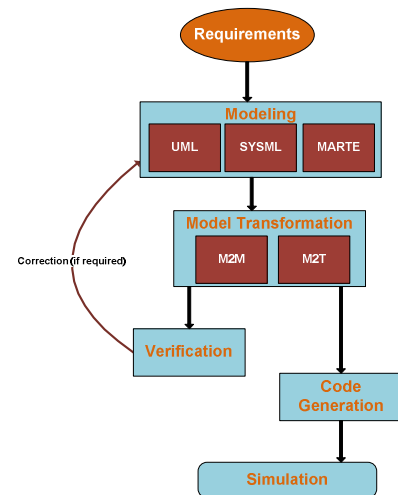 Requirements
Modeling
UML SYSML MARTE
Model Transformation
M2M M2T
Correction (if required)
Verification
Code
Generation
Simulation